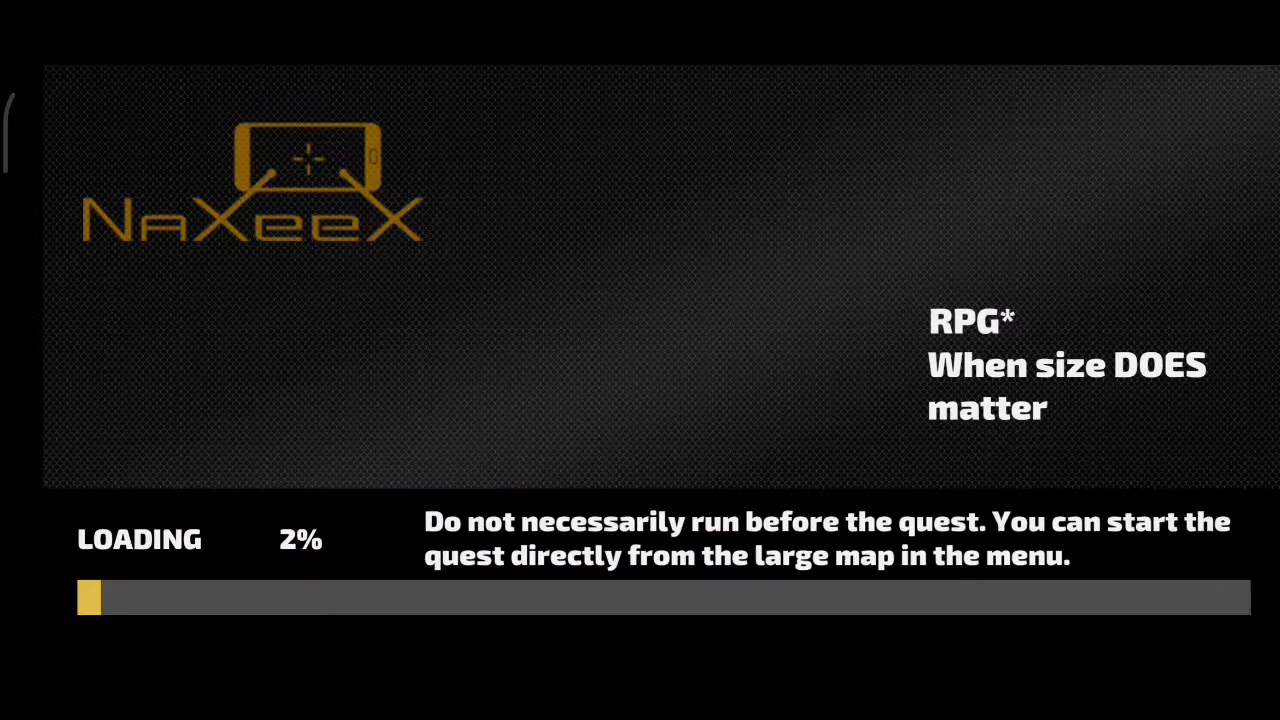 NaXeeX
RPG*
When size DOES
matter
LOADING 2%
Do not necessarily run before the quest. You can start the
quest directly from the large map in the menu.